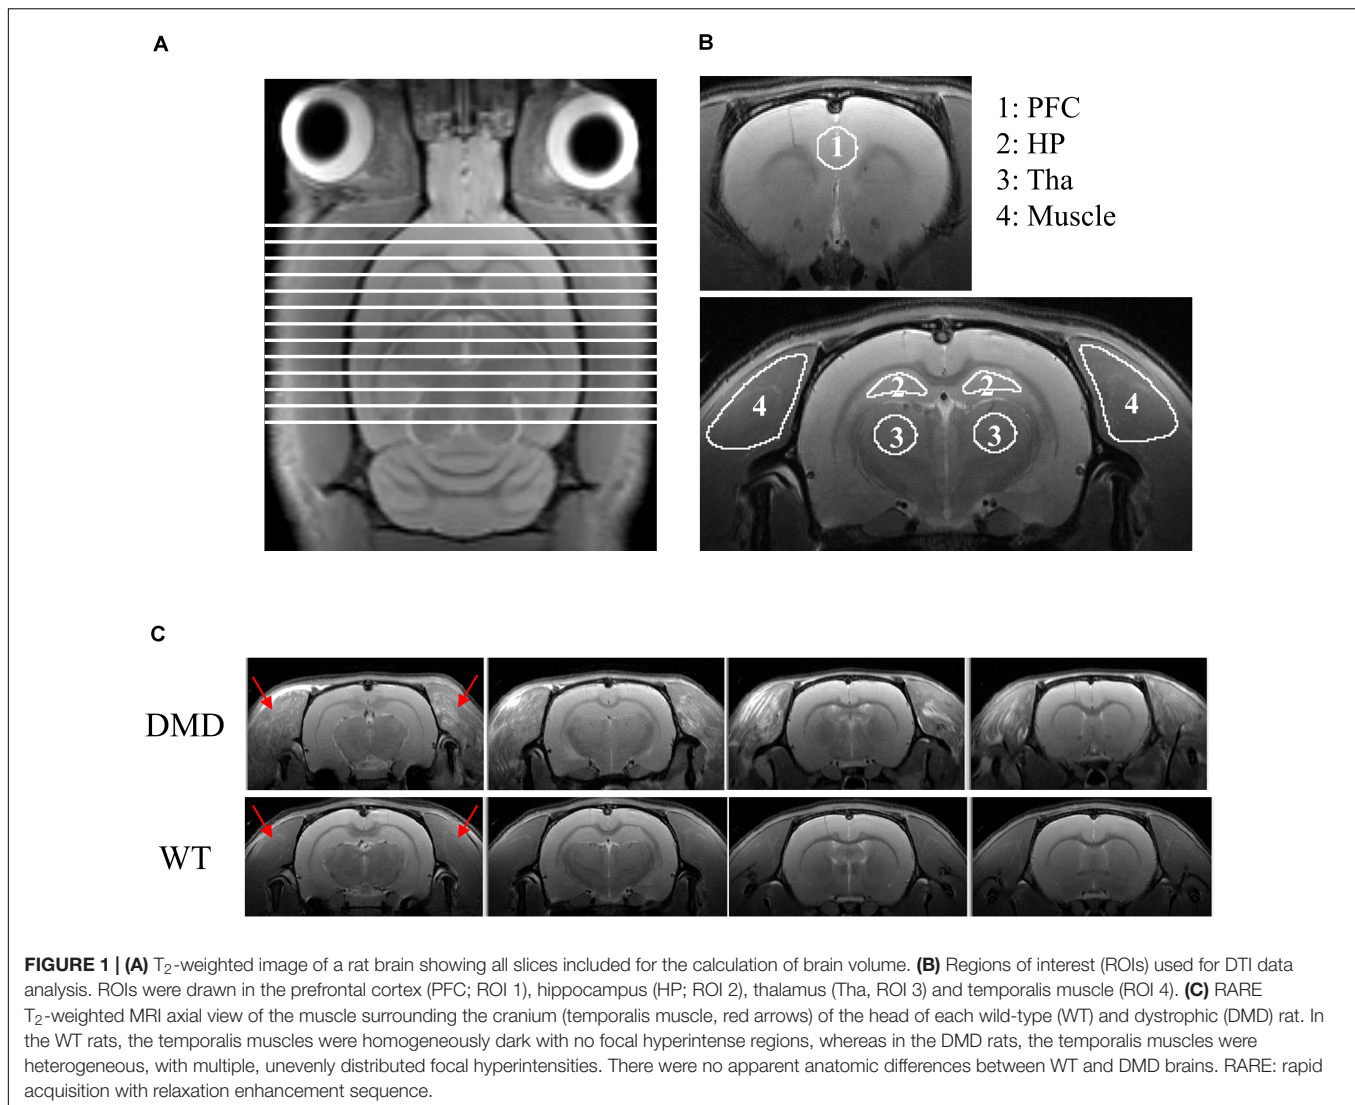 A
B
1
1: PFC
2: HP
3: Tha
4: Muscle
2 2
4 4
3 3
C
DMD
WT
FIGURE 1 | (A) T₂-weighted image of a rat brain showing all slices included for the calculation of brain volume. (B) Regions of interest (ROIs) used for DTI data
analysis. ROIs were drawn in the prefrontal cortex (PFC; ROI 1), hippocampus (HP; ROI 2), thalamus (Tha, ROI 3) and temporalis muscle (ROI 4). (C) RARE
T₂-weighted MRI axial view of the muscle surrounding the cranium (temporalis muscle, red arrows) of the head of each wild-type (WT) and dystrophic (DMD) rat. In
the WT rats, the temporalis muscles were homogeneously dark with no focal hyperintense regions, whereas in the DMD rats, the temporalis muscles were
heterogeneous, with multiple, unevenly distributed focal hyperintensities. There were no apparent anatomic differences between WT and DMD brains. RARE: rapid
acquisition with relaxation enhancement sequence.